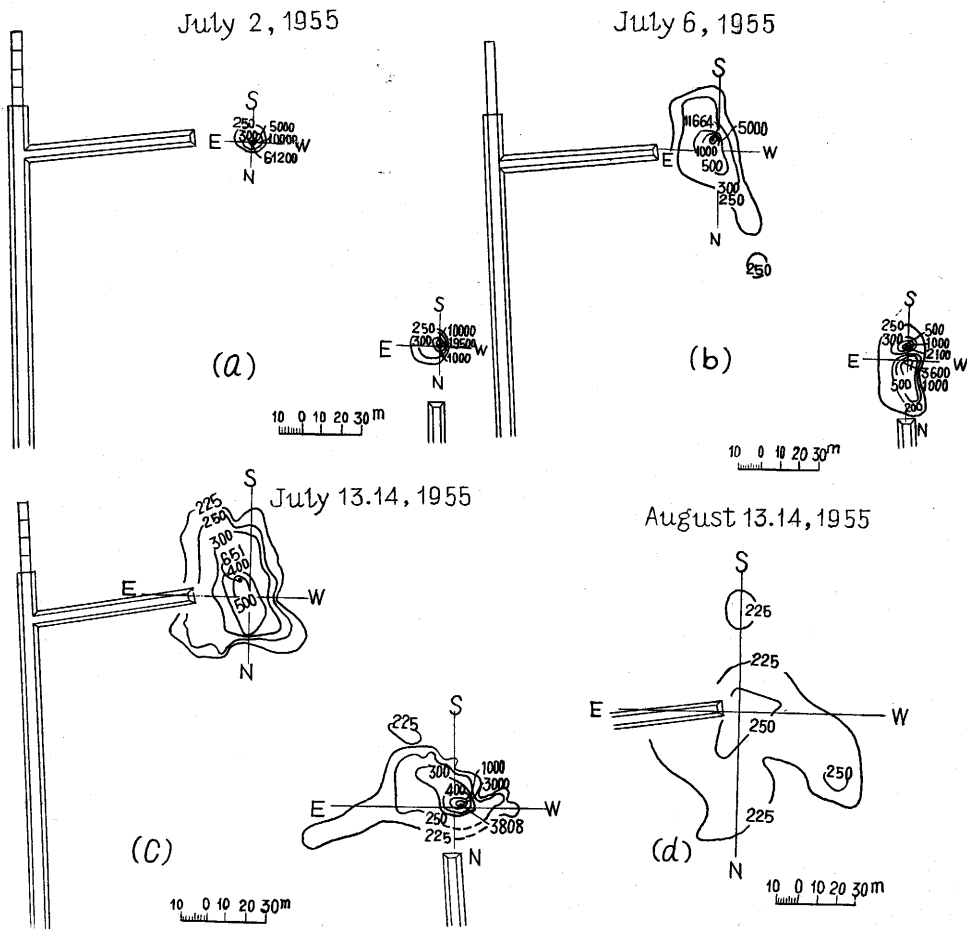 July 2, 1955
S
250 5000
300 10000
E W
61200
N
S
250 10000
300 19500
E W
1000
N
(a)
10 0 10 20 30 m
July 6, 1955
S
11664 5000
1000
E W
500
300
250
N
250
S
250 500
300 1000
2100
E W
3600
500 1000
200
N
(b)
10 0 10 20 30 m
July 13.14, 1955
S
225
250
300
651
400
E W
500
N
225
S
300 1000
400 3000
E W
250 3808
225
N
(C)
10 0 10 20 30 m
August 13.14, 1955
S
225
225
E W
250
250
225
225
N
(d)
10 0 10 20 30 m